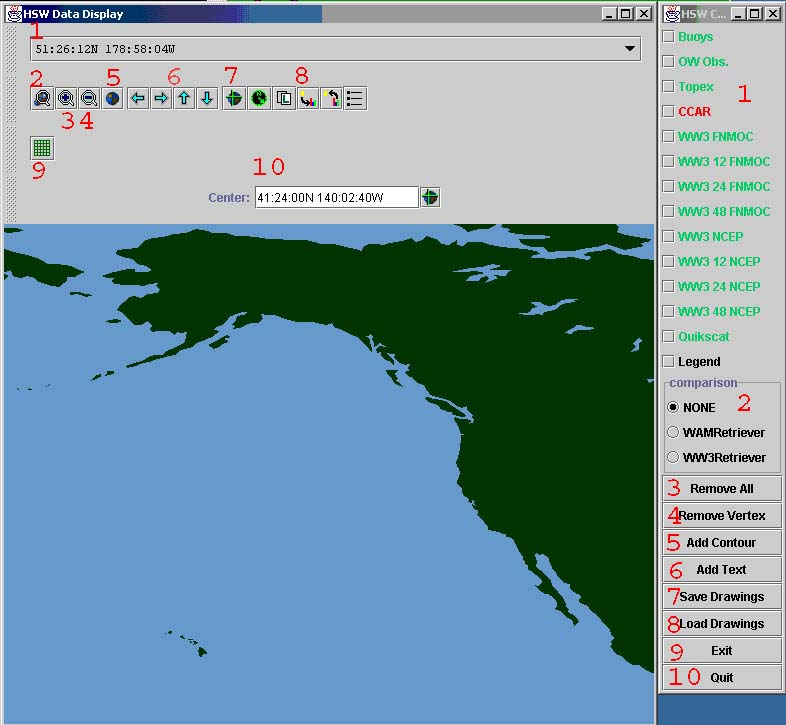 HSW Data Display
1
51:26:12N 178:58:04W
2 5 6 7 8
3 4
9
10
Center: 41:24:00N 140:02:40W
HSW C...
Buoys
OW Obs.
Topex
1
CCAR
WW3 FNMOC
WW3 12 FNMOC
WW3 24 FNMOC
WW3 48 FNMOC
WW3 NCEP
WW3 12 NCEP
WW3 24 NCEP
WW3 48 NCEP
Quikscat
Legend
comparison
NONE 2
WAMRetriever
WW3Retriever
3 Remove All
4 Remove Vertex
5 Add Contour
6 Add Text
7 Save Drawings
8 Load Drawings
9 Exit
10 Quit